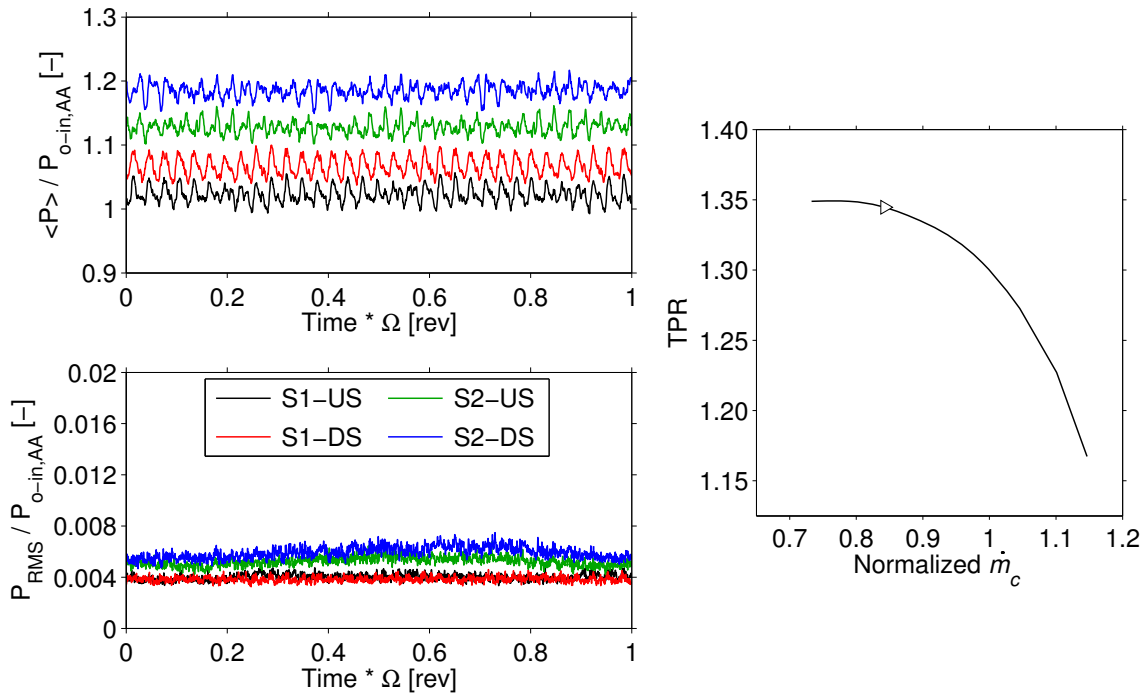 1.3
1.2
1.1
1
0.9
<P> / P o−in,AA [−]
0 0.2 0.4 0.6 0.8 1
Time * Ω [rev]
0.02
0.016
0.012
0.008
0.004
0
P RMS / P o−in,AA [−]
S1−US S2−US
S1−DS S2−DS
0 0.2 0.4 0.6 0.8 1
Time * Ω [rev]
1.40
1.35
1.30
1.25
1.20
1.15
TPR
0.7 0.8 0.9 1 1.1 1.2
Normalized ṁ c